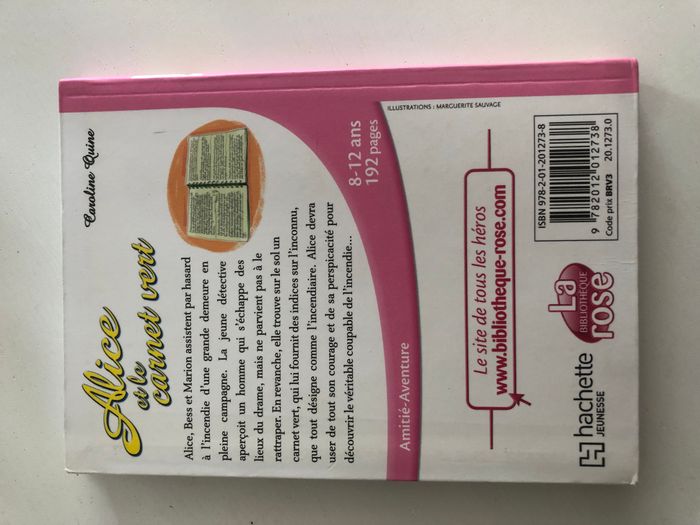 Caroline Quine
Alice
et le
carnet vert
Alice, Bess et Marion assistent par hasard
à l'incendie d'une grande demeure en
pleine campagne. La jeune détective
aperçoit un homme qui s'échappe des
lieux du drame, mais ne parvient pas à le
rattraper. En revanche, elle trouve sur le sol un
carnet vert, qui lui fournit des indices sur l'inconnu,
que tout désigne comme l'incendiaire. Alice devra
user de tout son courage et de sa perspicacité pour
découvrir le véritable coupable de l'incendie...
8-12 ans
192 pages
Amitié-Aventure
ILLUSTRATIONS : MARGUERITE SAUVAGE
Le site de tous les héros
www.bibliotheque-rose.com
ISBN 978-2-01-201273-8
9 782012 012738
Code prix BRV3 20.1273.0
La
BIBLIOTHÈQUE
rose
hachette
JEUNESSE